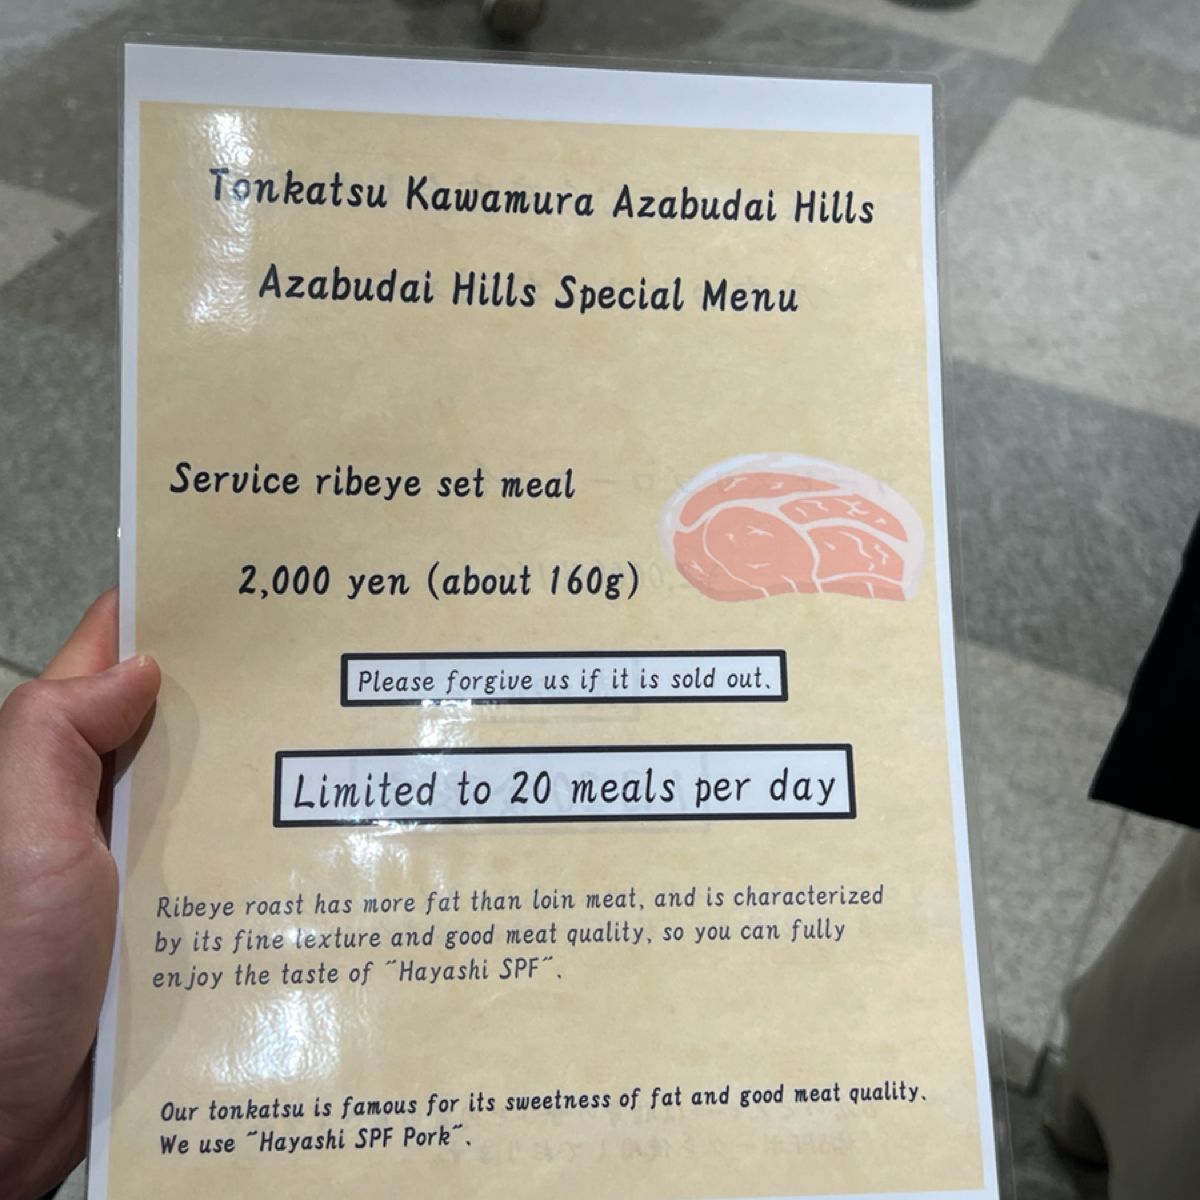 Tonkatsu Kawamura Azabudai Hills
Azabudai Hills Special Menu
Service ribeye set meal
2,000 yen (about 160g)
Please forgive us if it is sold out.
Limited to 20 meals per day
Ribeye roast has more fat than loin meat, and is characterized
by its fine texture and good meat quality, so you can fully
enjoy the taste of ˝Hayashi SPF˝.
Our tonkatsu is famous for its sweetness of fat and good meat quality.
We use ˝Hayashi SPF Pork˝.